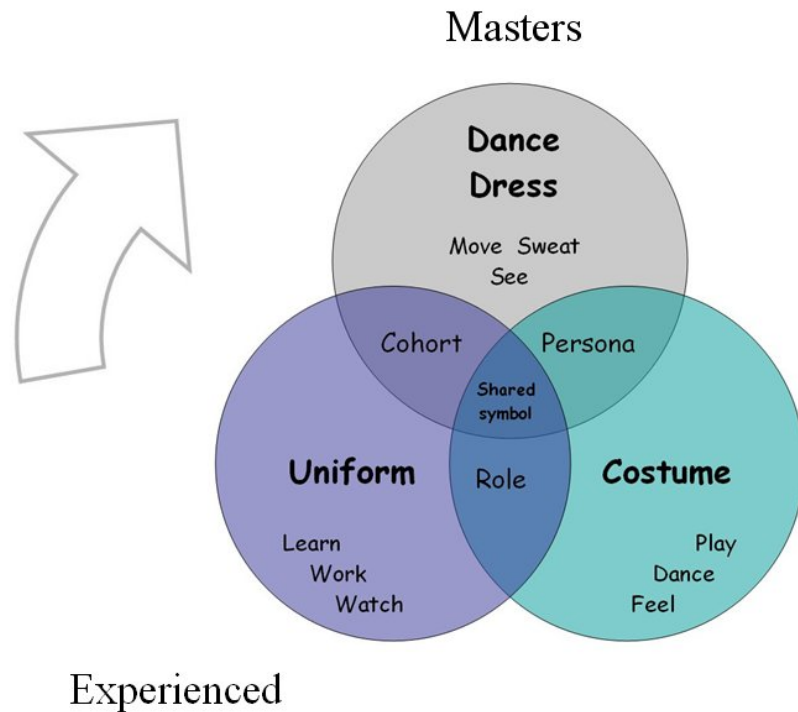 Masters
Dance
Dress
Move Sweat
See
Cohort
Persona
Shared
symbol
Uniform
Role
Costume
Learn
Work
Watch
Play
Dance
Feel
Experienced